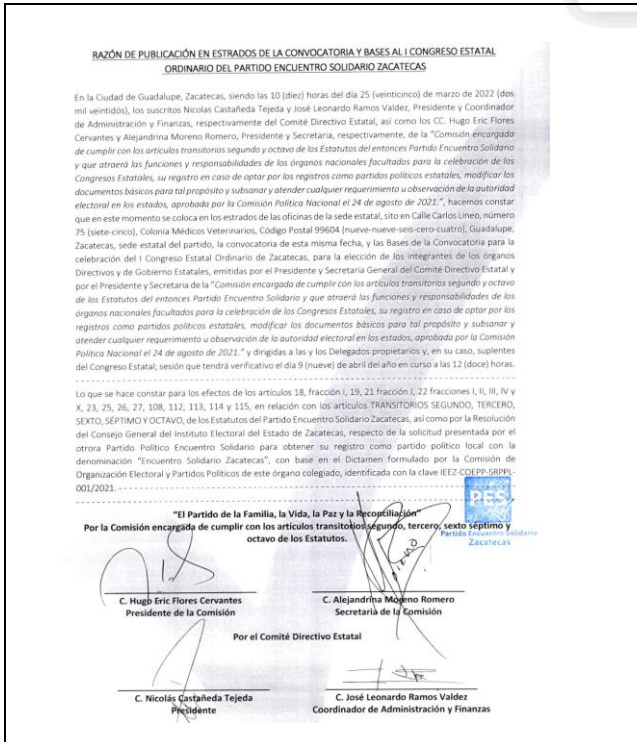 RAZÓN DE PUBLICACIÓN EN ESTRADOS DE LA CONVOCATORIA Y BASES AL I CONGRESO ESTATAL
ORDINARIO DEL PARTIDO ENCUENTRO SOLIDARIO ZACATECAS
En la Ciudad de Guadalupe, Zacatecas, siendo las 10 (diez) horas del día 25 (veinticinco) de marzo de 2022 (dos
mil veintidós), los suscritos Nicolas Castañeda Tejeda y José Leonardo Ramos Valdez, Presidente y Coordinador
de Administración y Finanzas, respectivamente del Comité Directivo Estatal, así como los CC. Hugo Eric Flores
Cervantes y Alejandrina Moreno Romero, Presidente y Secretaria, respectivamente, de la "Comisión encargada
de cumplir con los artículos transitorios segundo y octavo de los Estatutos del entonces Partido Encuentro Solidario
y que atraerá las funciones y responsabilidades de los órganos nacionales facultados para la celebración de los
Congresos Estatales, su registro en caso de optar por los registros como partidos políticos estatales, modificar los
documentos básicos para tal propósito y subsanar y atender cualquier requerimiento u observación de la autoridad
electoral en los estados, aprobada por la Comisión Política Nacional el 24 de agosto de 2021.", hacemos constar
que en este momento se coloca en los estrados de las oficinas de la sede estatal, sito en Calle Carlos Lineo, número
75 (siete-cinco), Colonia Médicos Veterinarios, Código Postal 99604 (nueve-nueve-seis-cero-cuatro), Guadalupe,
Zacatecas, sede estatal del partido, la convocatoria de esta misma fecha, y las Bases de la Convocatoria para la
celebración del I Congreso Estatal Ordinario de Zacatecas, para la elección de los integrantes de los órganos
Directivos y de Gobierno Estatales, emitidas por el Presidente y Secretaria General del Comité Directivo Estatal y
por el Presidente y Secretaria de la "Comisión encargada de cumplir con los artículos transitorios segundo y octavo
de los Estatutos del entonces Partido Encuentro Solidario y que atraerá las funciones y responsabilidades de los
órganos nacionales facultados para la celebración de los Congresos Estatales, su registro en caso de optar por los
registros como partidos políticos estatales, modificar los documentos básicos para tal propósito y subsanar y
atender cualquier requerimiento u observación de la autoridad electoral en los estados, aprobada por la Comisión
Política Nacional el 24 de agosto de 2021." y dirigidas a las y los Delegados propietarios y, en su caso, suplentes
del Congreso Estatal; sesión que tendrá verificativo el día 9 (nueve) de abril del año en curso a las 12 (doce) horas.
Lo que se hace constar para los efectos de los artículos 18, fracción I, 19, 21 fracción I, 22 fracciones I, II, III, IV y
X, 23, 25, 26, 27, 108, 112, 113, 114 y 115, en relación con los artículos TRANSITORIOS SEGUNDO, TERCERO,
SEXTO, SÉPTIMO Y OCTAVO, de los Estatutos del Partido Encuentro Solidario Zacatecas, así como por la Resolución
del Consejo General del Instituto Electoral del Estado de Zacatecas, respecto de la solicitud presentada por el
otrora Partido Político Encuentro Solidario para obtener su registro como partido político local con la
denominación "Encuentro Solidario Zacatecas", con base en el Dictamen formulado por la Comisión de
Organización Electoral y Partidos Políticos de este órgano colegiado, identificada con la clave IEEZ-COEPP-SRPPL-
001/2021.
PES
Partido Encuentro Solidario
Zacatecas
"El Partido de la Familia, la Vida, la Paz y la Reconciliación"
Por la Comisión encargada de cumplir con los artículos transitorios segundo, tercero, sexto séptimo y
octavo de los Estatutos.
C. Hugo Eric Flores Cervantes C. Alejandrina Moreno Romero
Presidente de la Comisión Secretaria de la Comisión
Por el Comité Directivo Estatal
C. Nicolás Castañeda Tejeda C. José Leonardo Ramos Valdez
Presidente Coordinador de Administración y Finanzas